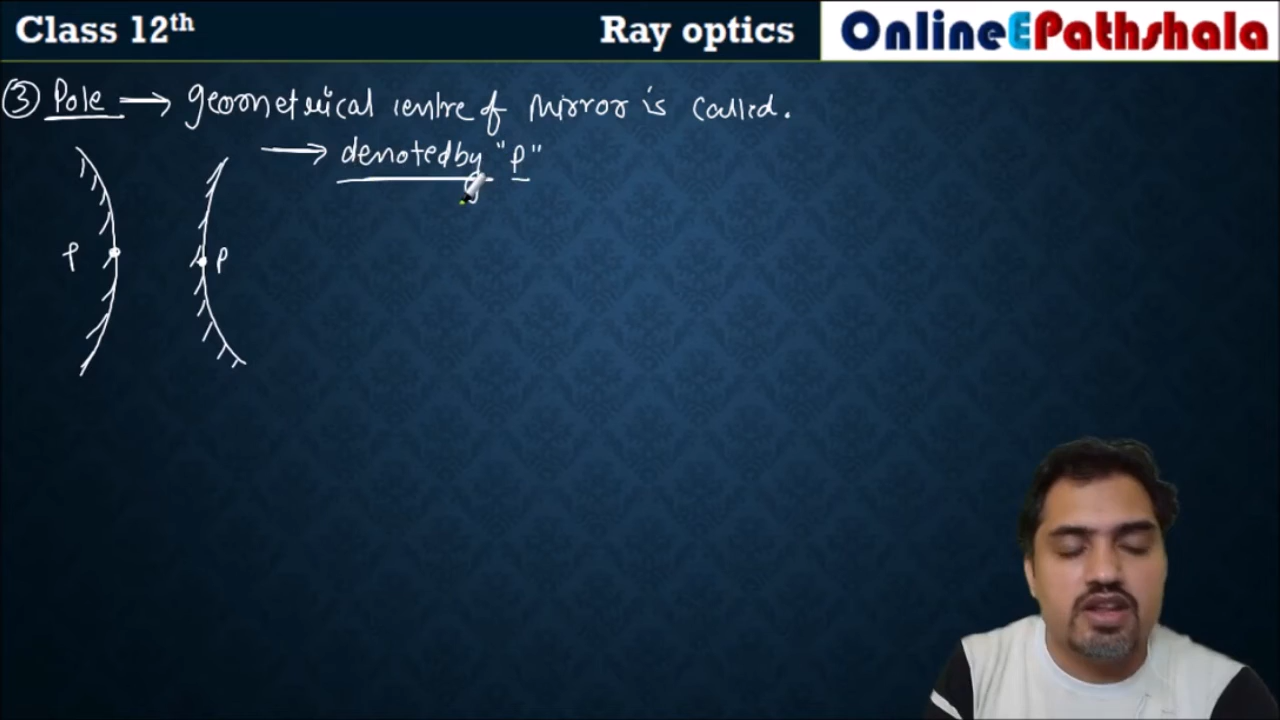 Class 12th
Ray optics
OnlineEPathshala
③ Pole → geometrical centre of mirror is called.
→ denoted by "P"
P
P